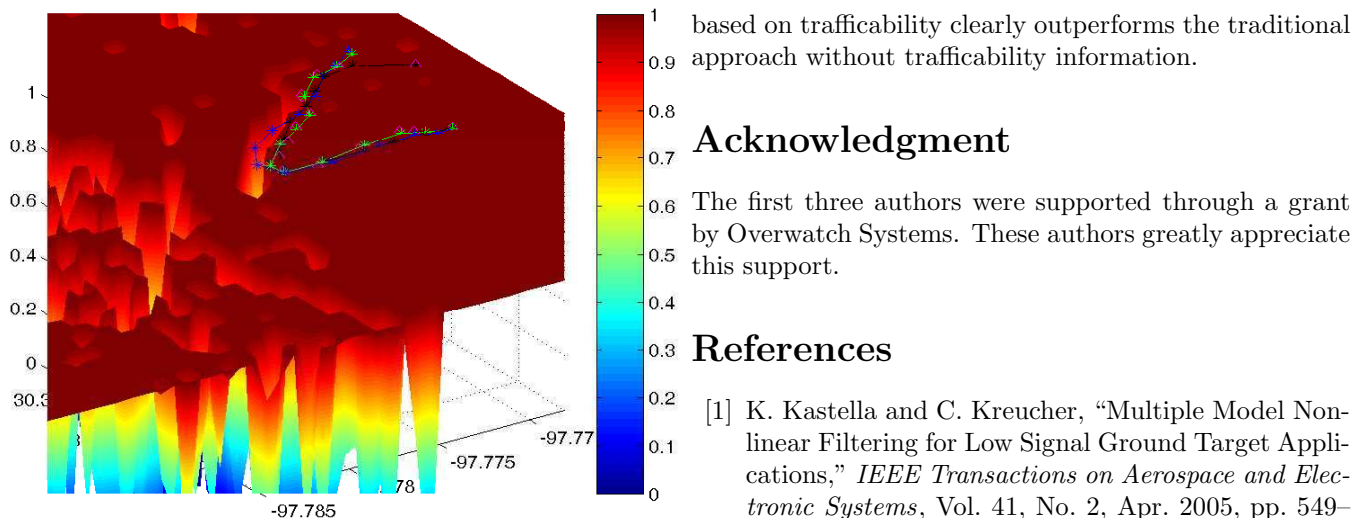 1
0.8
0.6
0.4
0.2
0
30.3
-97.785
-97.775
-97.77
1
0.9
0.8
0.7
0.6
0.5
0.4
0.3
0.2
0.1
0
based on trafficability clearly outperforms the traditional
approach without trafficability information.
Acknowledgment
The first three authors were supported through a grant
by Overwatch Systems. These authors greatly appreciate
this support.
References
[1] K. Kastella and C. Kreucher, “Multiple Model Non-
linear Filtering for Low Signal Ground Target Appli-
cations,” IEEE Transactions on Aerospace and Elec-
tronic Systems, Vol. 41, No. 2, Apr. 2005, pp. 549–